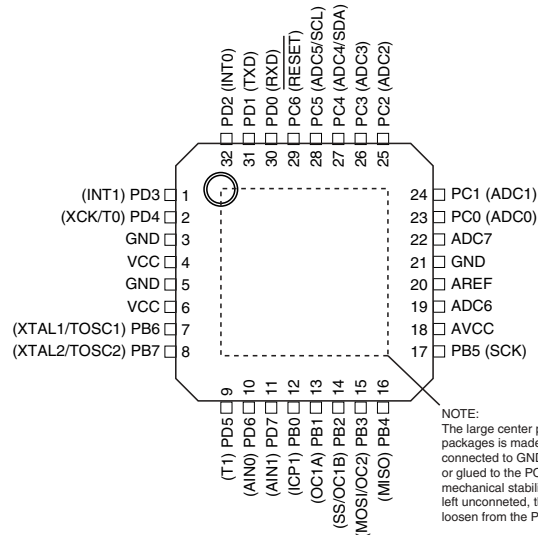 32 PD2 (INT0)
31 PD1 (TXD)
30 PD0 (RXD)
29 PC6 (RESET)
28 PC5 (ADC5/SCL)
27 PC4 (ADC4/SDA)
26 PC3 (ADC3)
25 PC2 (ADC2)
(INT1) PD3 1
(XCK/T0) PD4 2
GND 3
VCC 4
GND 5
VCC 6
(XTAL1/TOSC1) PB6 7
(XTAL2/TOSC2) PB7 8
24 PC1 (ADC1)
23 PC0 (ADC0)
22 ADC7
21 GND
20 AREF
19 ADC6
18 AVCC
17 PB5 (SCK)
(T1) PD5 9
(AIN0) PD6 10
(AIN1) PD7 11
(ICP1) PB0 12
(OC1A) PB1 13
(SS/OC1B) PB2 14
(MOSI/OC2) PB3 15
(MISO) PB4 16
NOTE:
The large center
packages is made
connected to GND
or glued to the PC
mechanical
left unconneted,
loosen from the